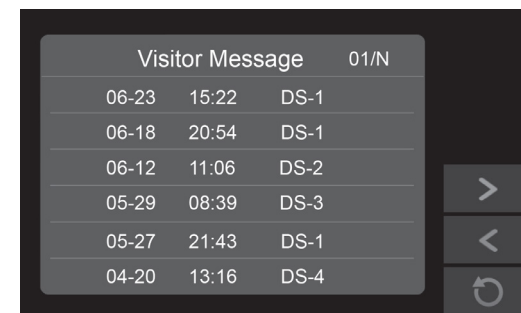 Visitor Message 01/N
06-23 15:22 DS-1
06-18 20:54 DS-1
06-12 11:06 DS-2
05-29 08:39 DS-3
05-27 21:43 DS-1
04-20 13:16 DS-4